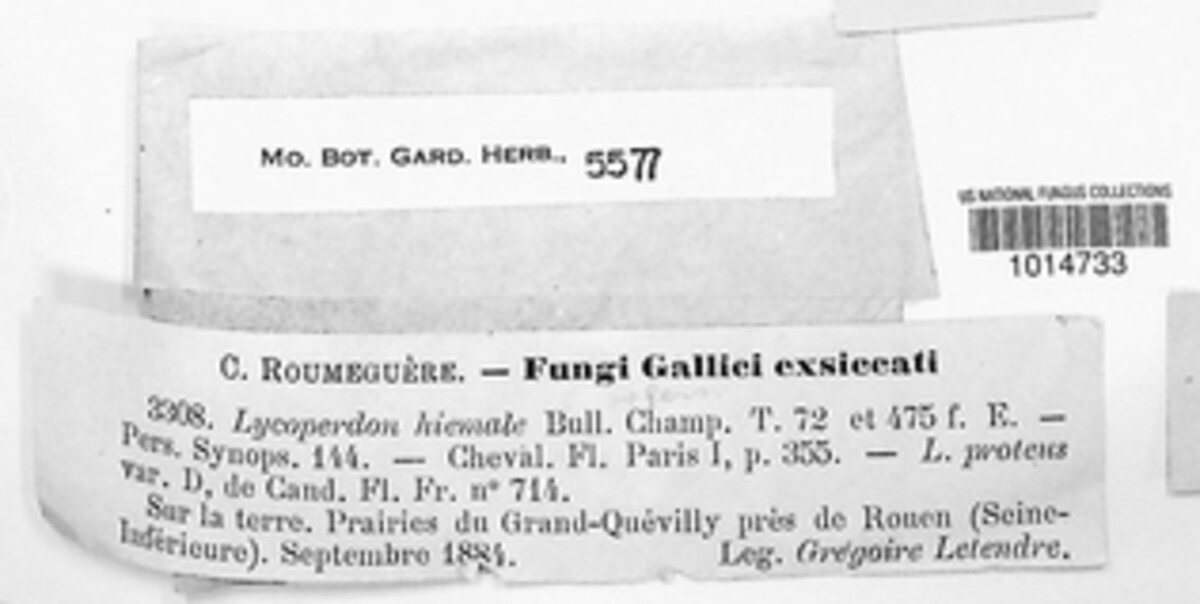 Mo. Bot. Gard. Herb., 5577
US NATIONAL FUNGUS COLLECTIONS
1014733
C. Roumeguère. — Fungi Gallici exsiccati
3308. Lycoperdon hiemale Bull. Champ. T. 72 et 475 f. E. —
Pers. Synops. 144. — Cheval. Fl. Paris I, p. 355. — L. proteus
var. D, de Cand. Fl. Fr. n° 714.
Sur la terre. Prairies du Grand-Quévilly près de Rouen (Seine-
Inférieure). Septembre 1884. Leg. Grégoire Letendre.